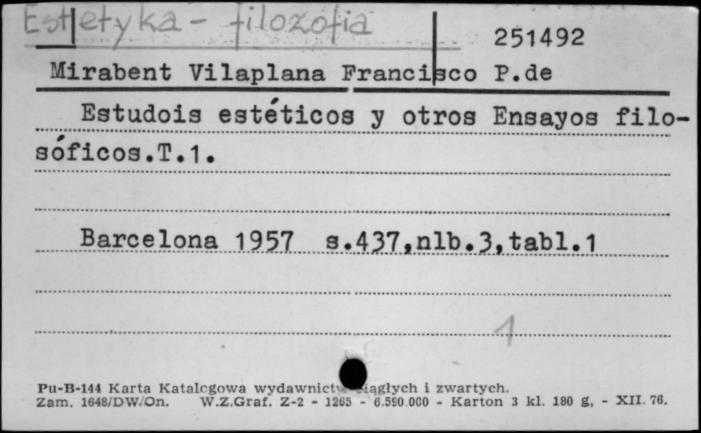 Estetyka - filozofia
251492
Mirabent Vilaplana Francisco P.de
Estudois estéticos y otros Ensayos filo-
sóficos.T.1.
Barcelona 1957 s.437,nlb.3,tabl.1
1
Pu-B-144 Karta Katalogowa wydawnictw ciągłych i zwartych.
Zam. 1648/DW/On. W.Z.Graf. Z-2 - 1265 - 6.590.000 - Karton 3 kl. 180 g, - XII. 76.